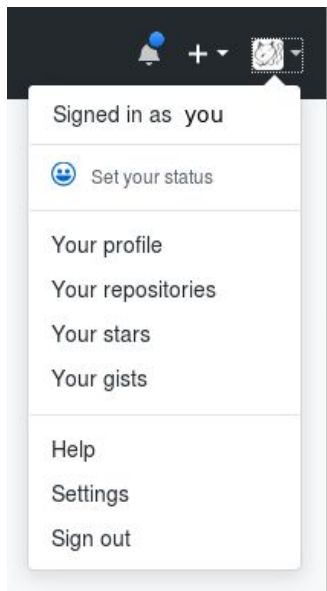 Signed in as you
Set your status
Your profile
Your repositories
Your stars
Your gists
Help
Settings
Sign out